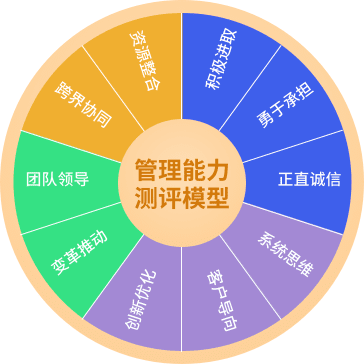 管理能力
测评模型
积极进取
勇于承担
正直诚信
系统思维
客户导向
创新优化
变革推动
团队领导
跨界协同
资源整合